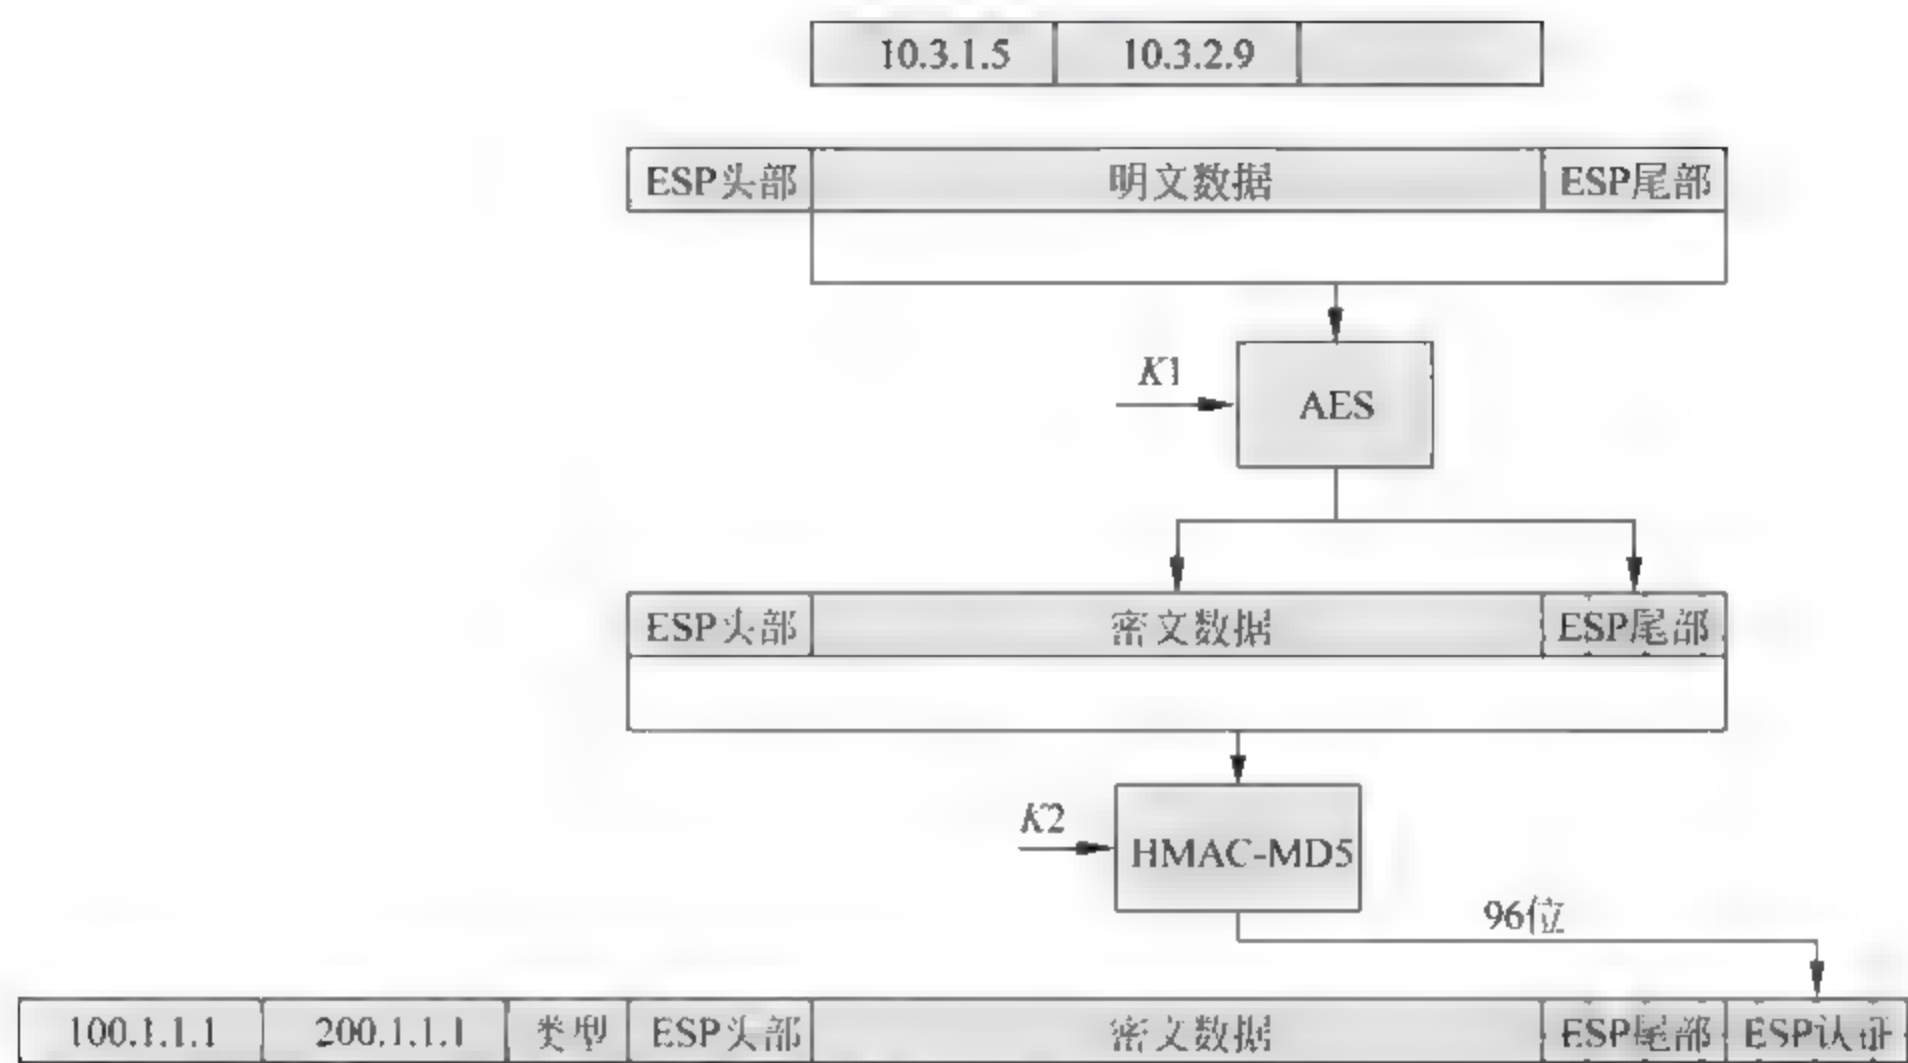 10.3.1.5 10.3.2.9
ESP头部 明文数据 ESP尾部
K1
AES
ESP头部 密文数据 ESP尾部
K2
HMAC-MD5
96位
100.1.1.1 200.1.1.1 类型 ESP头部 密文数据 ESP尾部 ESP认证